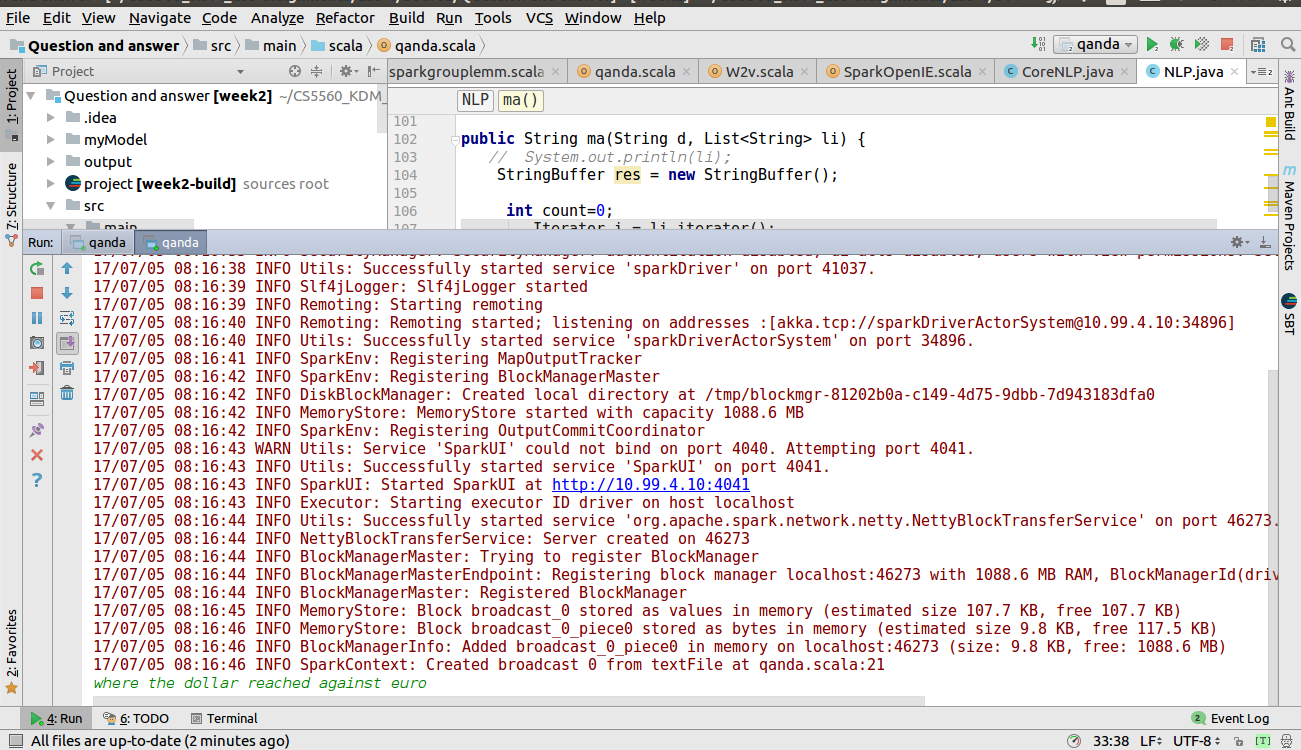 File Edit View Navigate Code Analyze Refactor Build Run Tools VCS Window Help
Question and answer src main scala qanda.scala qanda
1: Project
7: Structure
2: Favorites
Project
sparkgrouplemm.scala qanda.scala W2v.scala SparkOpenIE.scala CoreNLP.java NLP.java
Question and answer [week2] ~/CS5560_KDM_
.idea
myModel
output
project [week2-build] sources root
src
main
NLP ma()
101
102 public String ma(String d, List<String> li) {
103 // System.out.println(li);
104 StringBuffer res = new StringBuffer();
105
106 int count=0;
107 Iterator i = li.iterator();
Ant Build
Maven Projects
SBT
Run: qanda qanda
17/07/05 08:16:38 INFO Utils: Successfully started service 'sparkDriver' on port 41037.
17/07/05 08:16:39 INFO Slf4jLogger: Slf4jLogger started
17/07/05 08:16:39 INFO Remoting: Starting remoting
17/07/05 08:16:40 INFO Remoting: Remoting started; listening on addresses :[akka.tcp://sparkDriverActorSystem@10.99.4.10:34896]
17/07/05 08:16:40 INFO Utils: Successfully started service 'sparkDriverActorSystem' on port 34896.
17/07/05 08:16:41 INFO SparkEnv: Registering MapOutputTracker
17/07/05 08:16:42 INFO SparkEnv: Registering BlockManagerMaster
17/07/05 08:16:42 INFO DiskBlockManager: Created local directory at /tmp/blockmgr-81202b0a-c149-4d75-9dbb-7d943183dfa0
17/07/05 08:16:42 INFO MemoryStore: MemoryStore started with capacity 1088.6 MB
17/07/05 08:16:42 INFO SparkEnv: Registering OutputCommitCoordinator
17/07/05 08:16:43 WARN Utils: Service 'SparkUI' could not bind on port 4040. Attempting port 4041.
17/07/05 08:16:43 INFO Utils: Successfully started service 'SparkUI' on port 4041.
17/07/05 08:16:43 INFO SparkUI: Started SparkUI at http://10.99.4.10:4041
17/07/05 08:16:43 INFO Executor: Starting executor ID driver on host localhost
17/07/05 08:16:44 INFO Utils: Successfully started service 'org.apache.spark.network.netty.NettyBlockTransferService' on port 46273.
17/07/05 08:16:44 INFO NettyBlockTransferService: Server created on 46273
17/07/05 08:16:44 INFO BlockManagerMaster: Trying to register BlockManager
17/07/05 08:16:44 INFO BlockManagerMasterEndpoint: Registering block manager localhost:46273 with 1088.6 MB RAM, BlockManagerId(driv
17/07/05 08:16:44 INFO BlockManagerMaster: Registered BlockManager
17/07/05 08:16:45 INFO MemoryStore: Block broadcast_0 stored as values in memory (estimated size 107.7 KB, free 107.7 KB)
17/07/05 08:16:46 INFO MemoryStore: Block broadcast_0_piece0 stored as bytes in memory (estimated size 9.8 KB, free 117.5 KB)
17/07/05 08:16:46 INFO BlockManagerInfo: Added broadcast_0_piece0 in memory on localhost:46273 (size: 9.8 KB, free: 1088.6 MB)
17/07/05 08:16:46 INFO SparkContext: Created broadcast 0 from textFile at qanda.scala:21
where the dollar reached against euro
4: Run 6: TODO Terminal 2 Event Log
All files are up-to-date (2 minutes ago) 33:38 LF÷ UTF-8÷ [T]